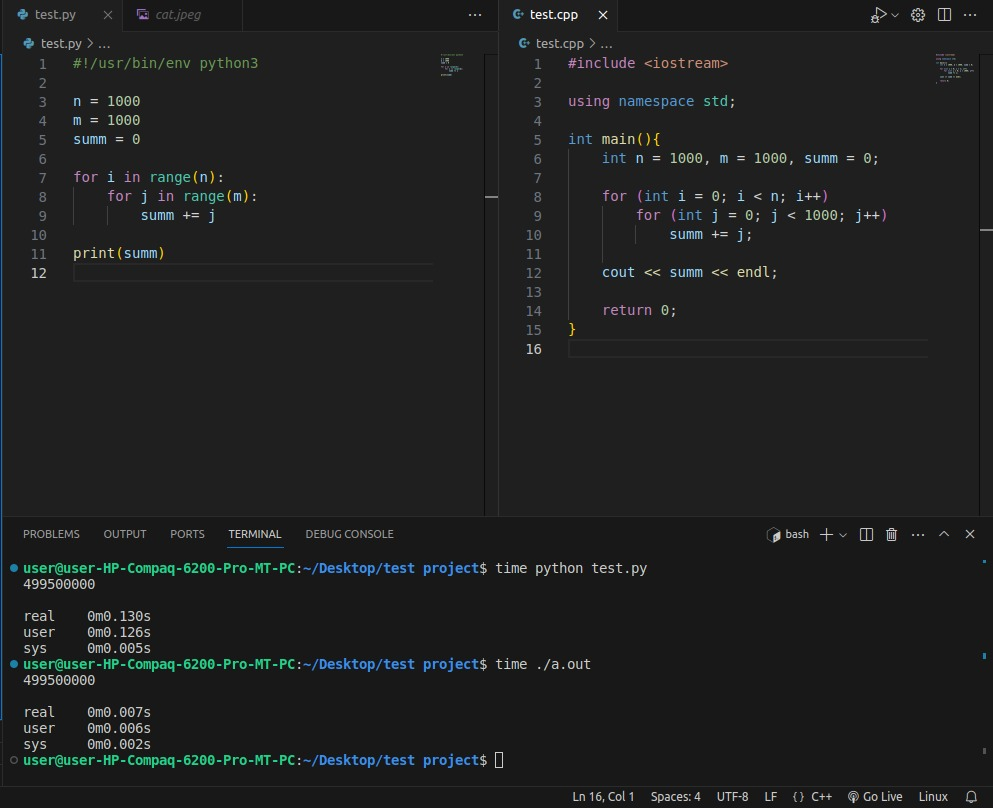 test.py
cat.jpeg
test.py > ...
1 #!/usr/bin/env python3
2
3 n = 1000
4 m = 1000
5 summ = 0
6
7 for i in range(n):
8     for j in range(m):
9         summ += j
10
11 print(summ)
12
test.cpp
test.cpp > ...
1 #include <iostream>
2
3 using namespace std;
4
5 int main(){
6     int n = 1000, m = 1000, summ = 0;
7
8     for (int i = 0; i < n; i++)
9         for (int j = 0; j < 1000; j++)
10             summ += j;
11
12     cout << summ << endl;
13
14     return 0;
15 }
16
PROBLEMS OUTPUT PORTS TERMINAL DEBUG CONSOLE
bash
user@user-HP-Compaq-6200-Pro-MT-PC:~/Desktop/test project$ time python test.py
499500000
real 0m0.130s
user 0m0.126s
sys 0m0.005s
user@user-HP-Compaq-6200-Pro-MT-PC:~/Desktop/test project$ time ./a.out
499500000
real 0m0.007s
user 0m0.006s
sys 0m0.002s
user@user-HP-Compaq-6200-Pro-MT-PC:~/Desktop/test project$
Ln 16, Col 1 Spaces: 4 UTF-8 LF {} C++ Go Live Linux